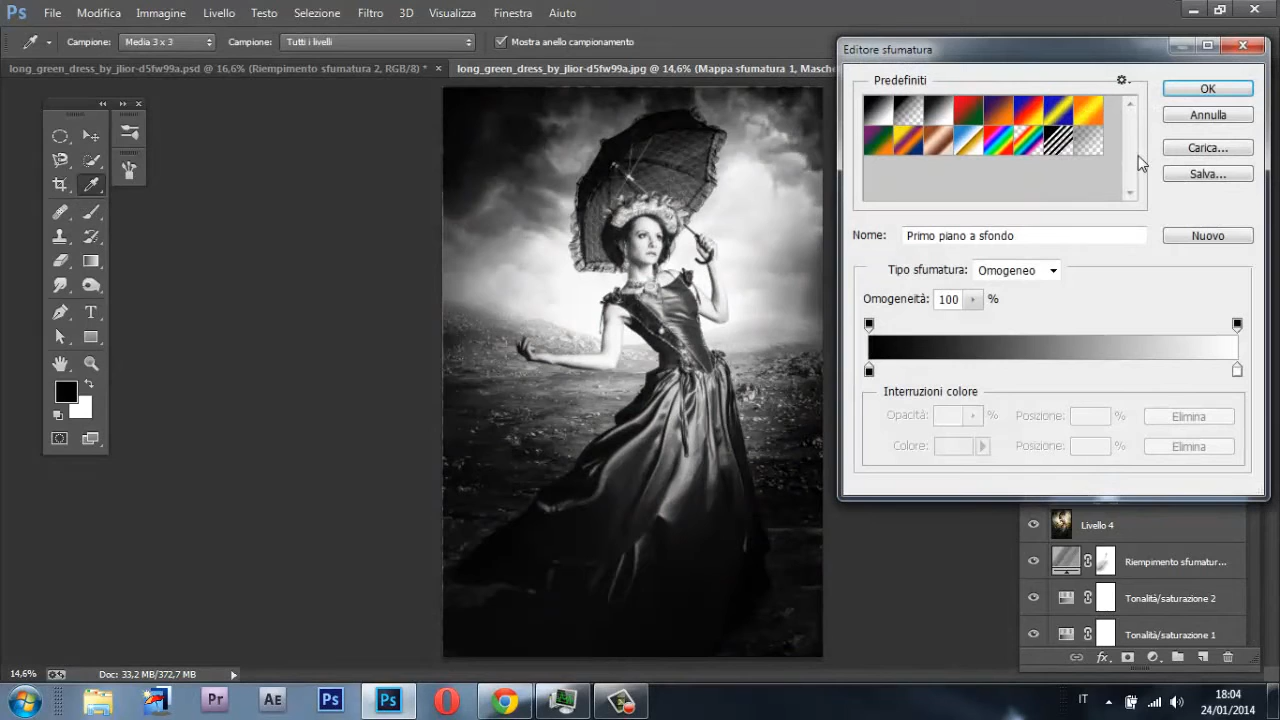 Ps File Modifica Immagine Livello Testo Selezione Filtro 3D Visualizza Finestra Aiuto
Campione: Media 3 x 3 Campione: Tutti i livelli Mostra anello campionamento
long_green_dress_by_jlior-d5fw99a.psd @ 16,6% (Riempimento sfumatura 2, RGB/8) * × long_green_dress_by_jlior-d5fw99a.jpg @ 14,6% (Mappa sfumatura 1, Masche
Editore sfumatura
Predefiniti
OK
Annulla
Carica...
Salva...
Nome: Primo piano a sfondo Nuovo
Tipo sfumatura: Omogeneo
Omogeneità: 100 %
Interruzioni colore
Opacità: % Posizione: % Elimina
Colore: Posizione: % Elimina
T
Livello 4
Riempimento sfumatur...
Tonalità/saturazione 2
Tonalità/saturazione 1
fx
14,6% Doc: 33,2 MB/372,7 MB
Pr AE Ps Ps
IT 18:04
24/01/2014